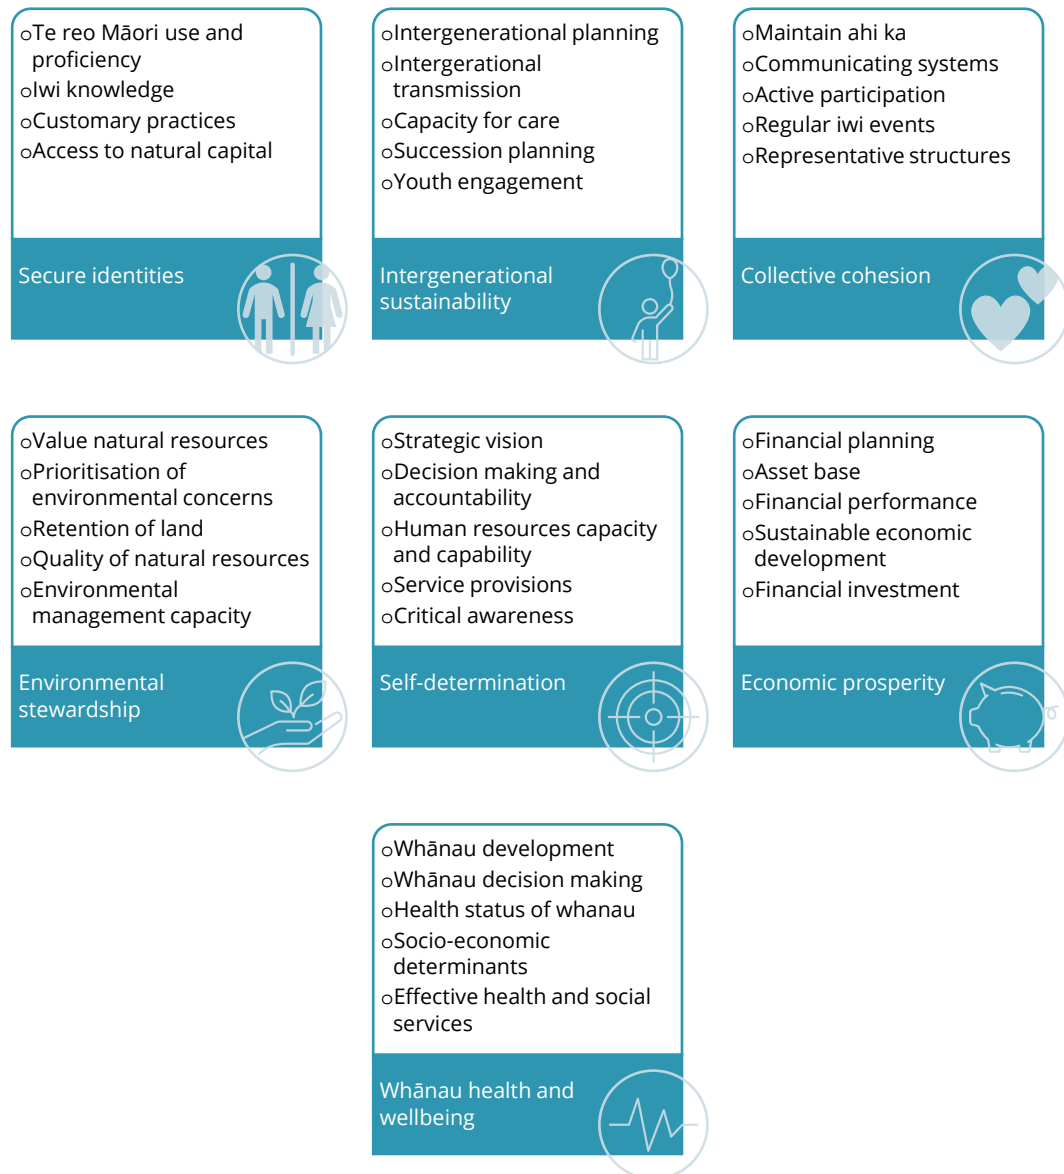 oTe reo Māori use and
proficiency
oIwi knowledge
oCustomary practices
oAccess to natural capital
Secure identities
oIntergenerational planning
oIntergerational
transmission
oCapacity for care
oSuccession planning
oYouth engagement
Intergenerational
sustainability
oMaintain ahi ka
oCommunicating systems
oActive participation
oRegular iwi events
oRepresentative structures
Collective cohesion
oValue natural resources
oPrioritisation of
environmental concerns
oRetention of land
oQuality of natural resources
oEnvironmental
management capacity
Environmental
stewardship
oStrategic vision
oDecision making and
accountability
oHuman resources capacity
and capability
oService provisions
oCritical awareness
Self-determination
oFinancial planning
oAsset base
oFinancial performance
oSustainable economic
development
oFinancial investment
Economic prosperity
oWhānau development
oWhānau decision making
oHealth status of whanau
oSocio-economic
determinants
oEffective health and social
services
Whānau health and
wellbeing